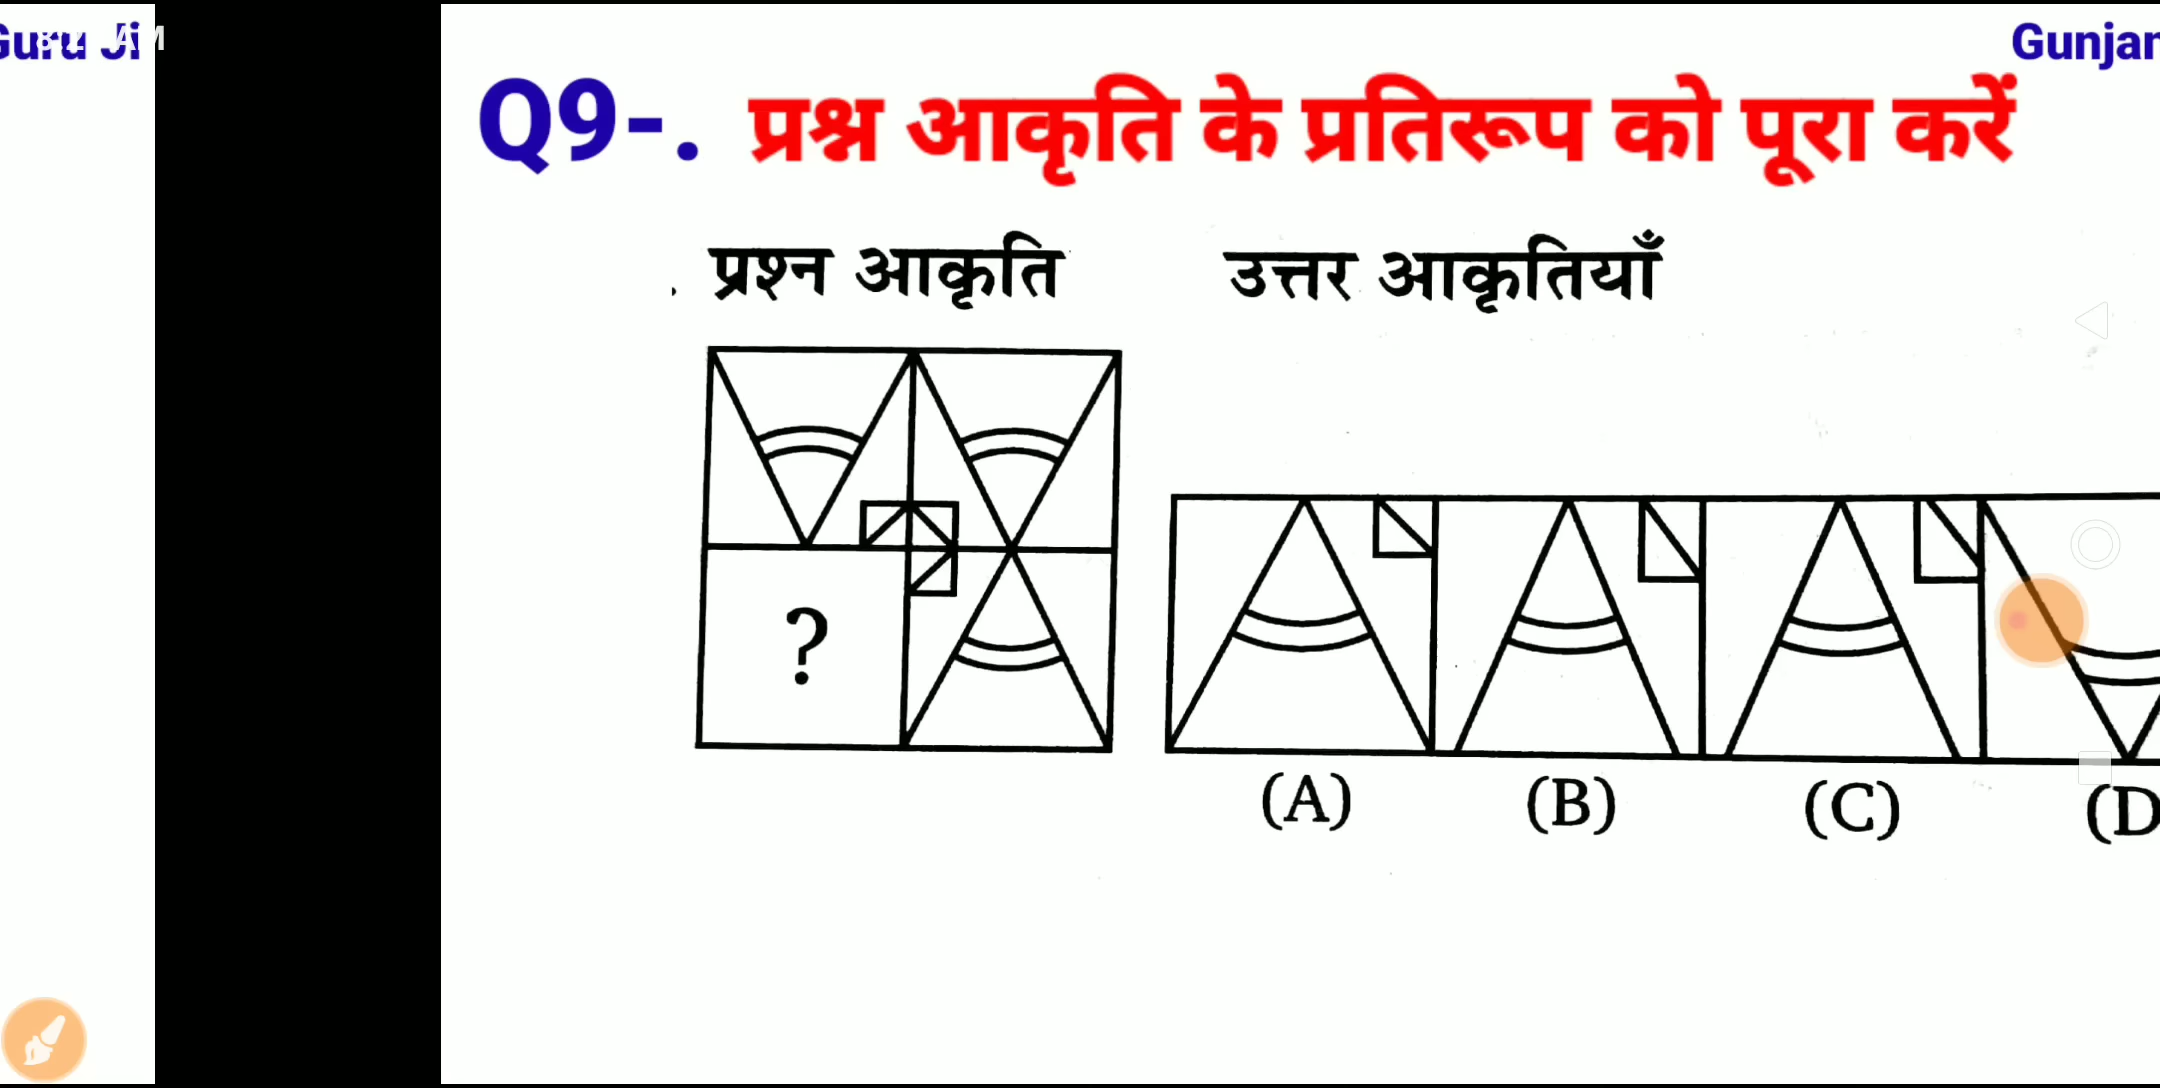 Guru Ji
Gunjan
Q9-. प्रश्न आकृति के प्रतिरूप को पूरा करें
प्रश्न आकृति उत्तर आकृतियाँ
?
(A) (B) (C) (D